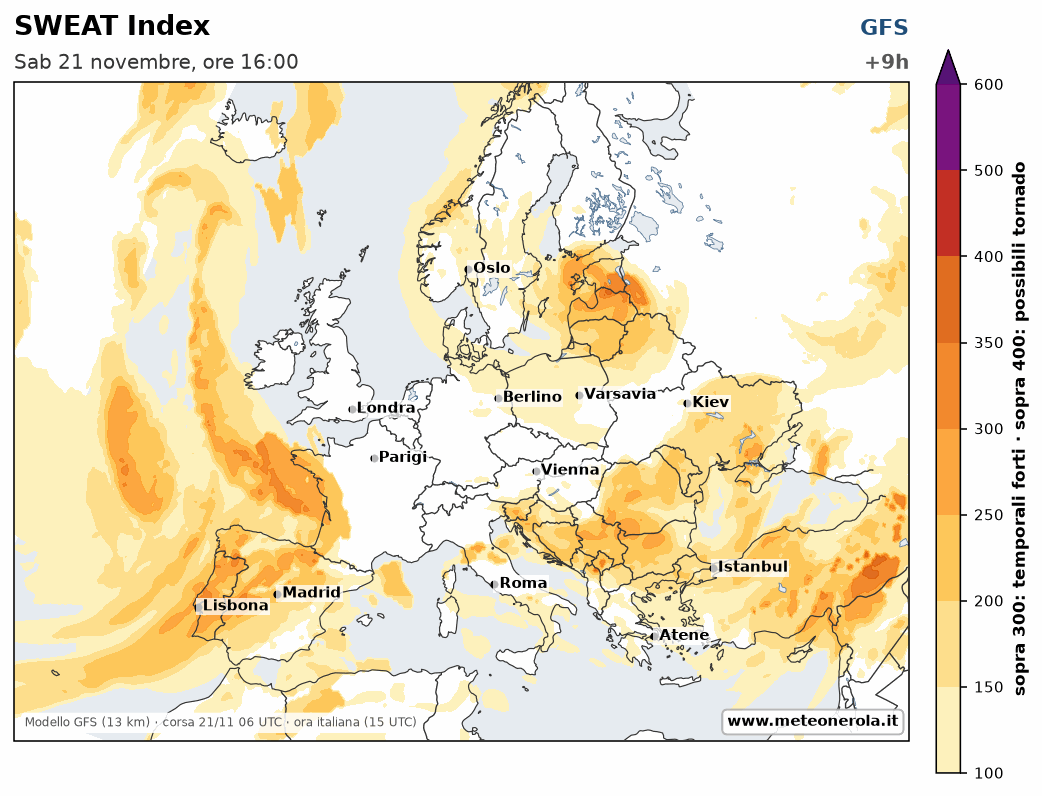 SWEAT Index
GFS
Sab 21 novembre, ore 16:00
+9h
Oslo
Berlino
Varsavia
Kiev
Londra
Parigi
Vienna
Istanbul
Roma
Madrid
Lisbona
Atene
Modello GFS (13 km) · corsa 21/11 06 UTC · ora italiana (15 UTC)
www.meteonerola.it
600
500
400
350
300
250
200
150
100
sopra 300: temporali forti · sopra 400: possibili tornado